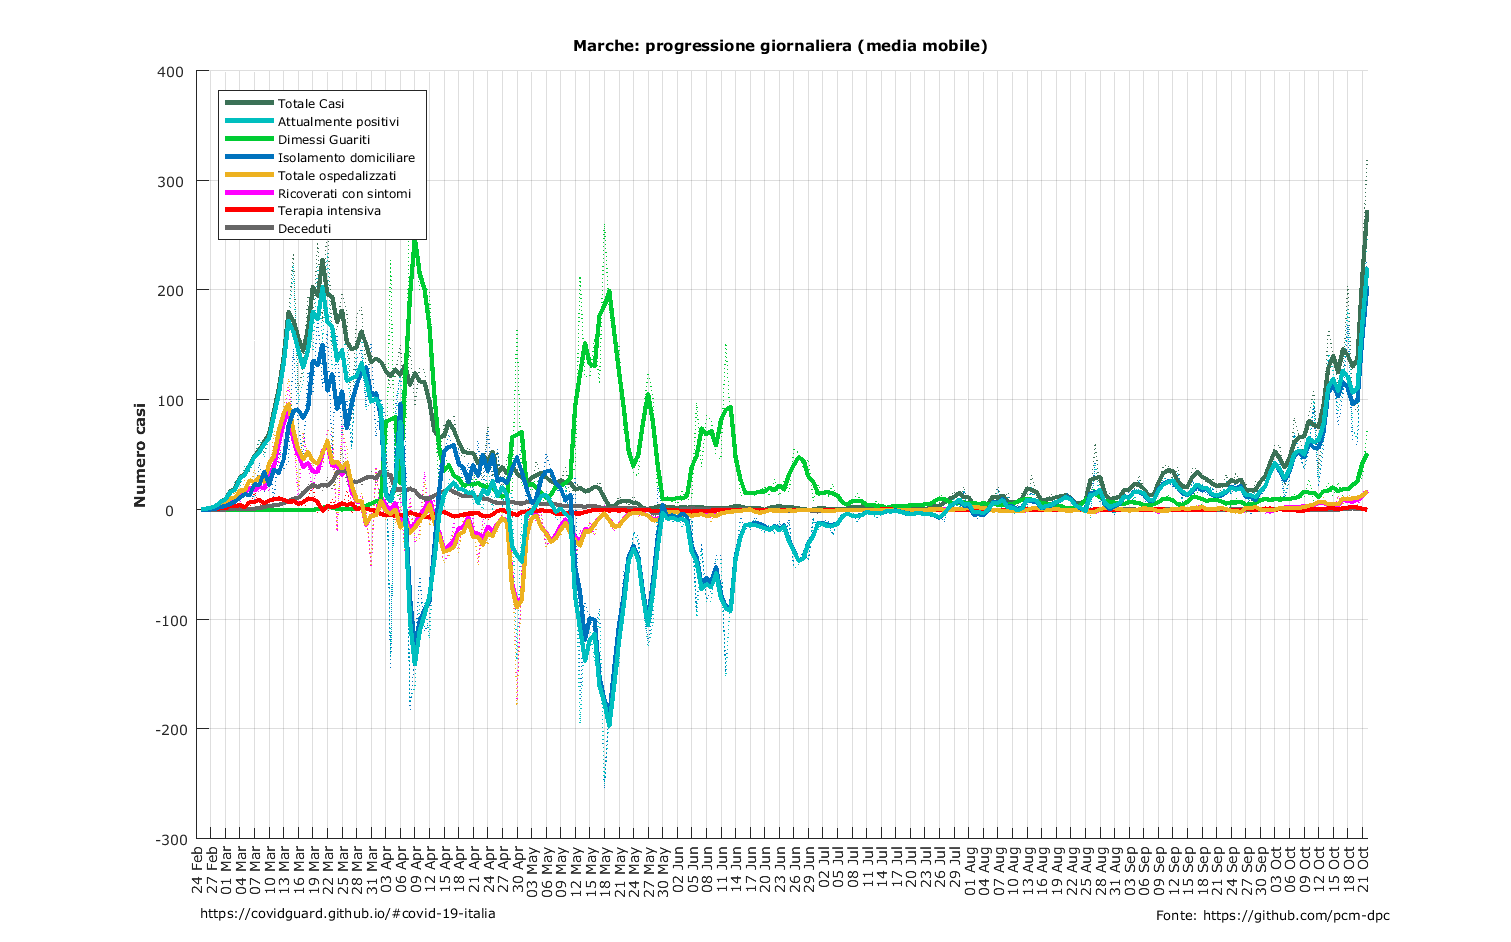 Marche: progressione giornaliera (media mobile)
400
300
200
100
0
-100
-200
-300
Numero casi
Totale Casi
Attualmente positivi
Dimessi Guariti
Isolamento domiciliare
Totale ospedalizzati
Ricoverati con sintomi
Terapia intensiva
Deceduti
24 Feb
27 Feb
01 Mar
04 Mar
07 Mar
10 Mar
13 Mar
16 Mar
19 Mar
22 Mar
25 Mar
28 Mar
31 Mar
03 Apr
06 Apr
09 Apr
12 Apr
15 Apr
18 Apr
21 Apr
24 Apr
27 Apr
30 Apr
03 May
06 May
09 May
12 May
15 May
18 May
21 May
24 May
27 May
30 May
02 Jun
05 Jun
08 Jun
11 Jun
14 Jun
17 Jun
20 Jun
23 Jun
26 Jun
29 Jun
02 Jul
05 Jul
08 Jul
11 Jul
14 Jul
17 Jul
20 Jul
23 Jul
26 Jul
29 Jul
01 Aug
04 Aug
07 Aug
10 Aug
13 Aug
16 Aug
19 Aug
22 Aug
25 Aug
28 Aug
31 Aug
03 Sep
06 Sep
09 Sep
12 Sep
15 Sep
18 Sep
21 Sep
24 Sep
27 Sep
30 Sep
03 Oct
06 Oct
09 Oct
12 Oct
15 Oct
18 Oct
21 Oct
https://covidguard.github.io/#covid-19-italia
Fonte: https://github.com/pcm-dpc